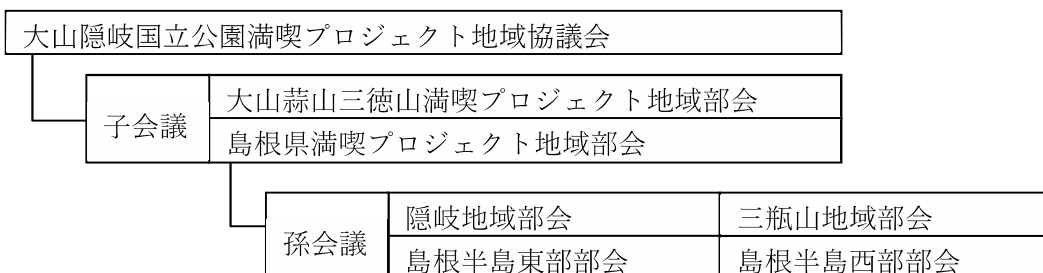 大山隠岐国立公園満喫プロジェクト地域協議会
子会議
大山蒜山三徳山満喫プロジェクト地域部会
島根県満喫プロジェクト地域部会
孫会議
隠岐地域部会
三瓶山地域部会
島根半島東部部会
島根半島西部部会